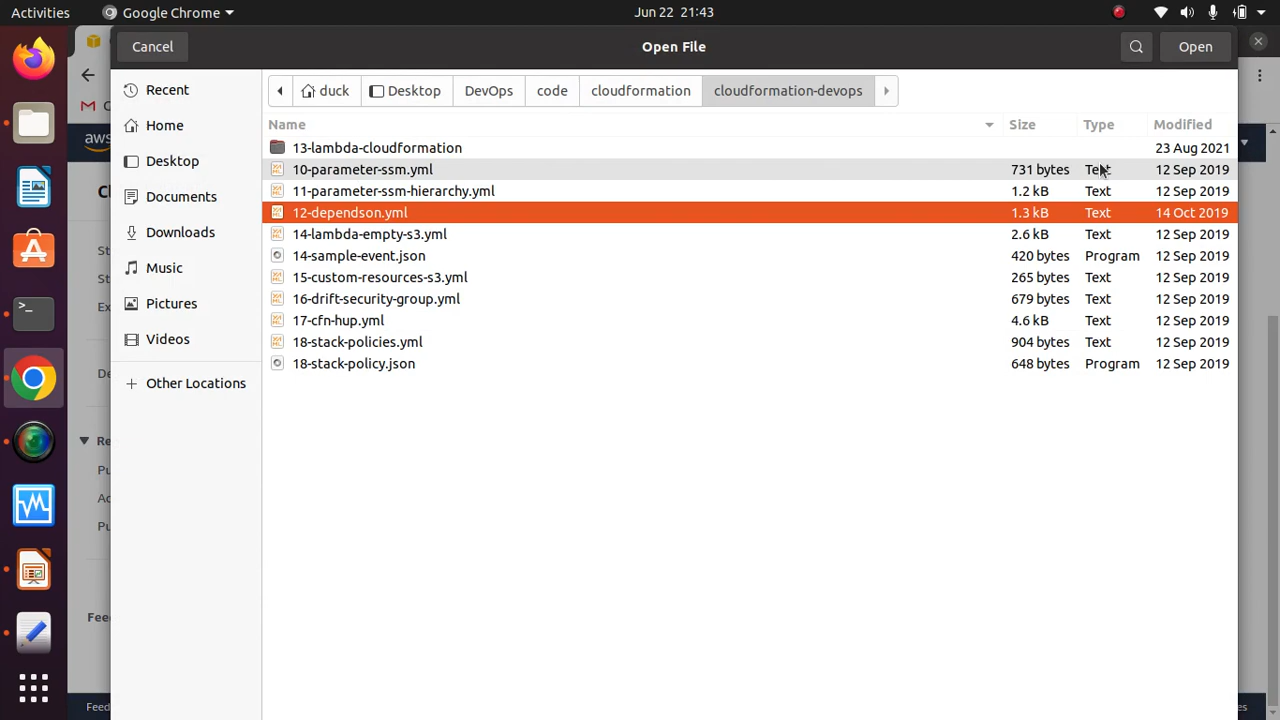 Activities Google Chrome Jun 22 21:43
Cancel Open File Open
duck Desktop DevOps code cloudformation cloudformation-devops
Recent
Home
Desktop
Documents
Downloads
Music
Pictures
Videos
Other Locations
Name Size Type Modified
13-lambda-cloudformation 23 Aug 2021
10-parameter-ssm.yml 731 bytes Text 12 Sep 2019
11-parameter-ssm-hierarchy.yml 1.2 kB Text 12 Sep 2019
12-dependson.yml 1.3 kB Text 14 Oct 2019
14-lambda-empty-s3.yml 2.6 kB Text 12 Sep 2019
14-sample-event.json 420 bytes Program 12 Sep 2019
15-custom-resources-s3.yml 265 bytes Text 12 Sep 2019
16-drift-security-group.yml 679 bytes Text 12 Sep 2019
17-cfn-hup.yml 4.6 kB Text 12 Sep 2019
18-stack-policies.yml 904 bytes Text 12 Sep 2019
18-stack-policy.json 648 bytes Program 12 Sep 2019
aws